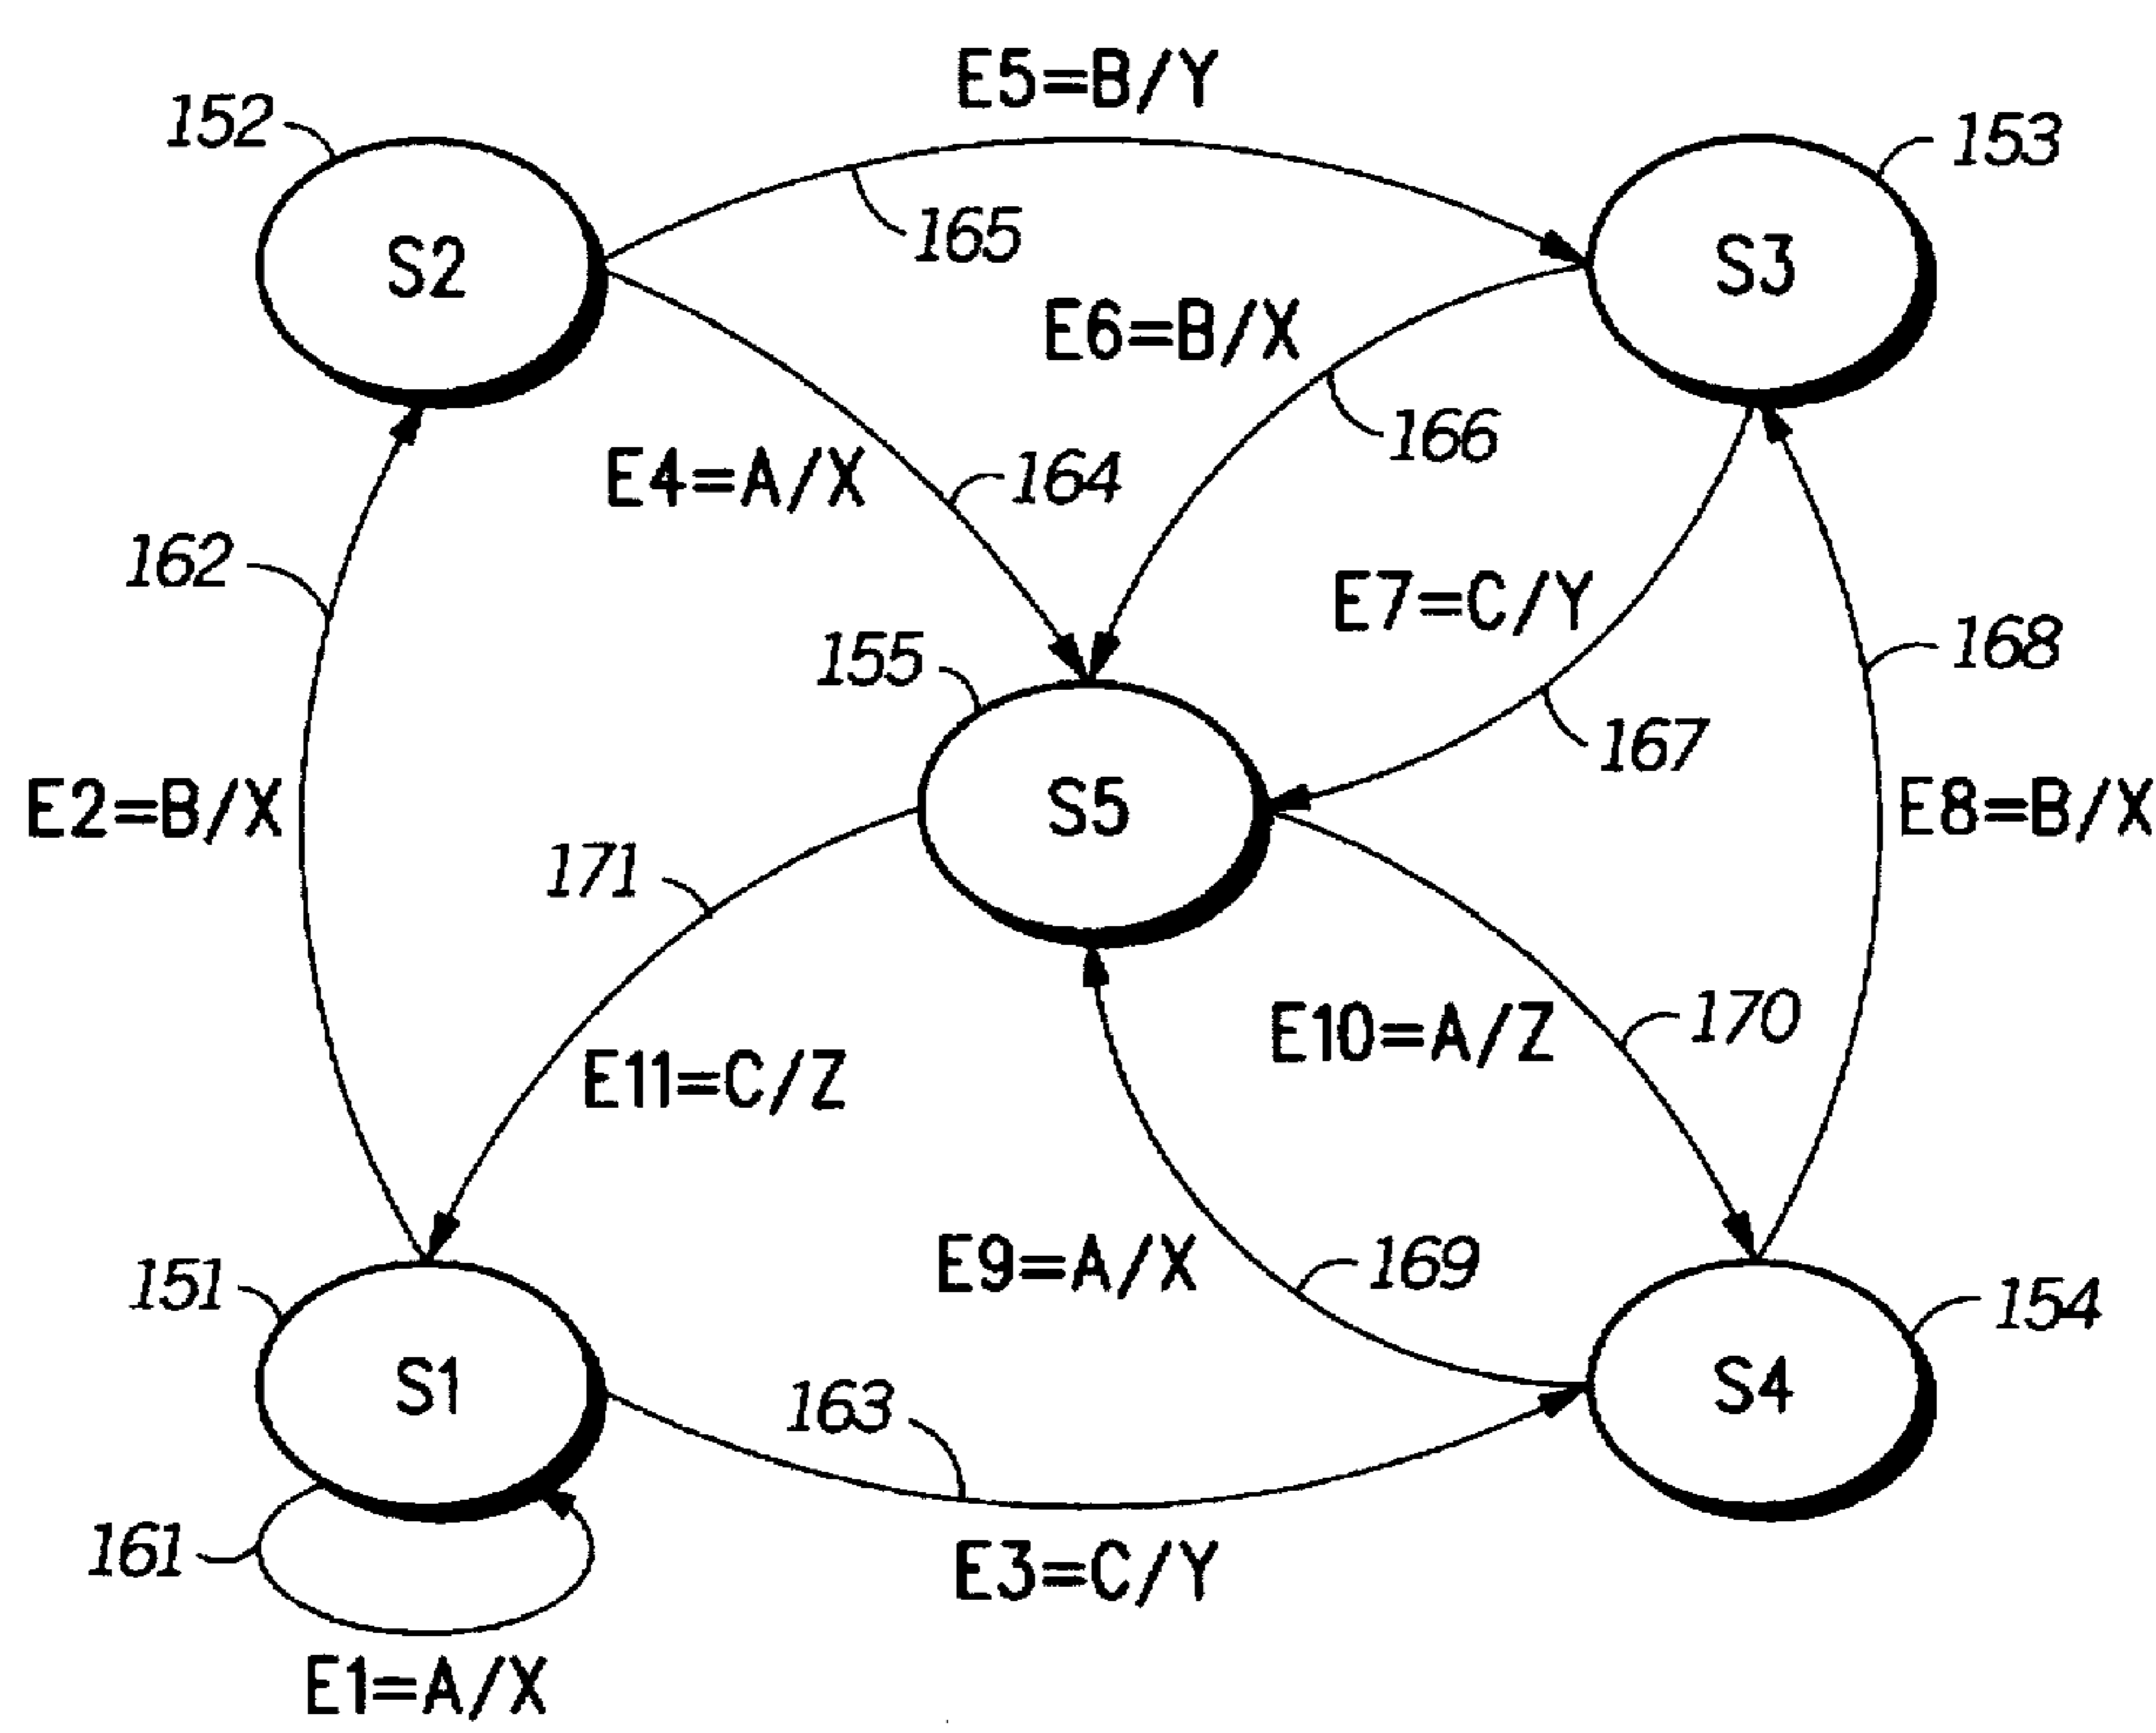 E5=B/Y
152
153
165
S2
S3
E6=B/X
166
E4=A/X
164
162
E7=C/Y
155
168
167
E2=B/X
S5
E8=B/X
171
170
E10=A/Z
E11=C/Z
E9=A/X
169
151
154
S1
163
S4
161
E3=C/Y
E1=A/X